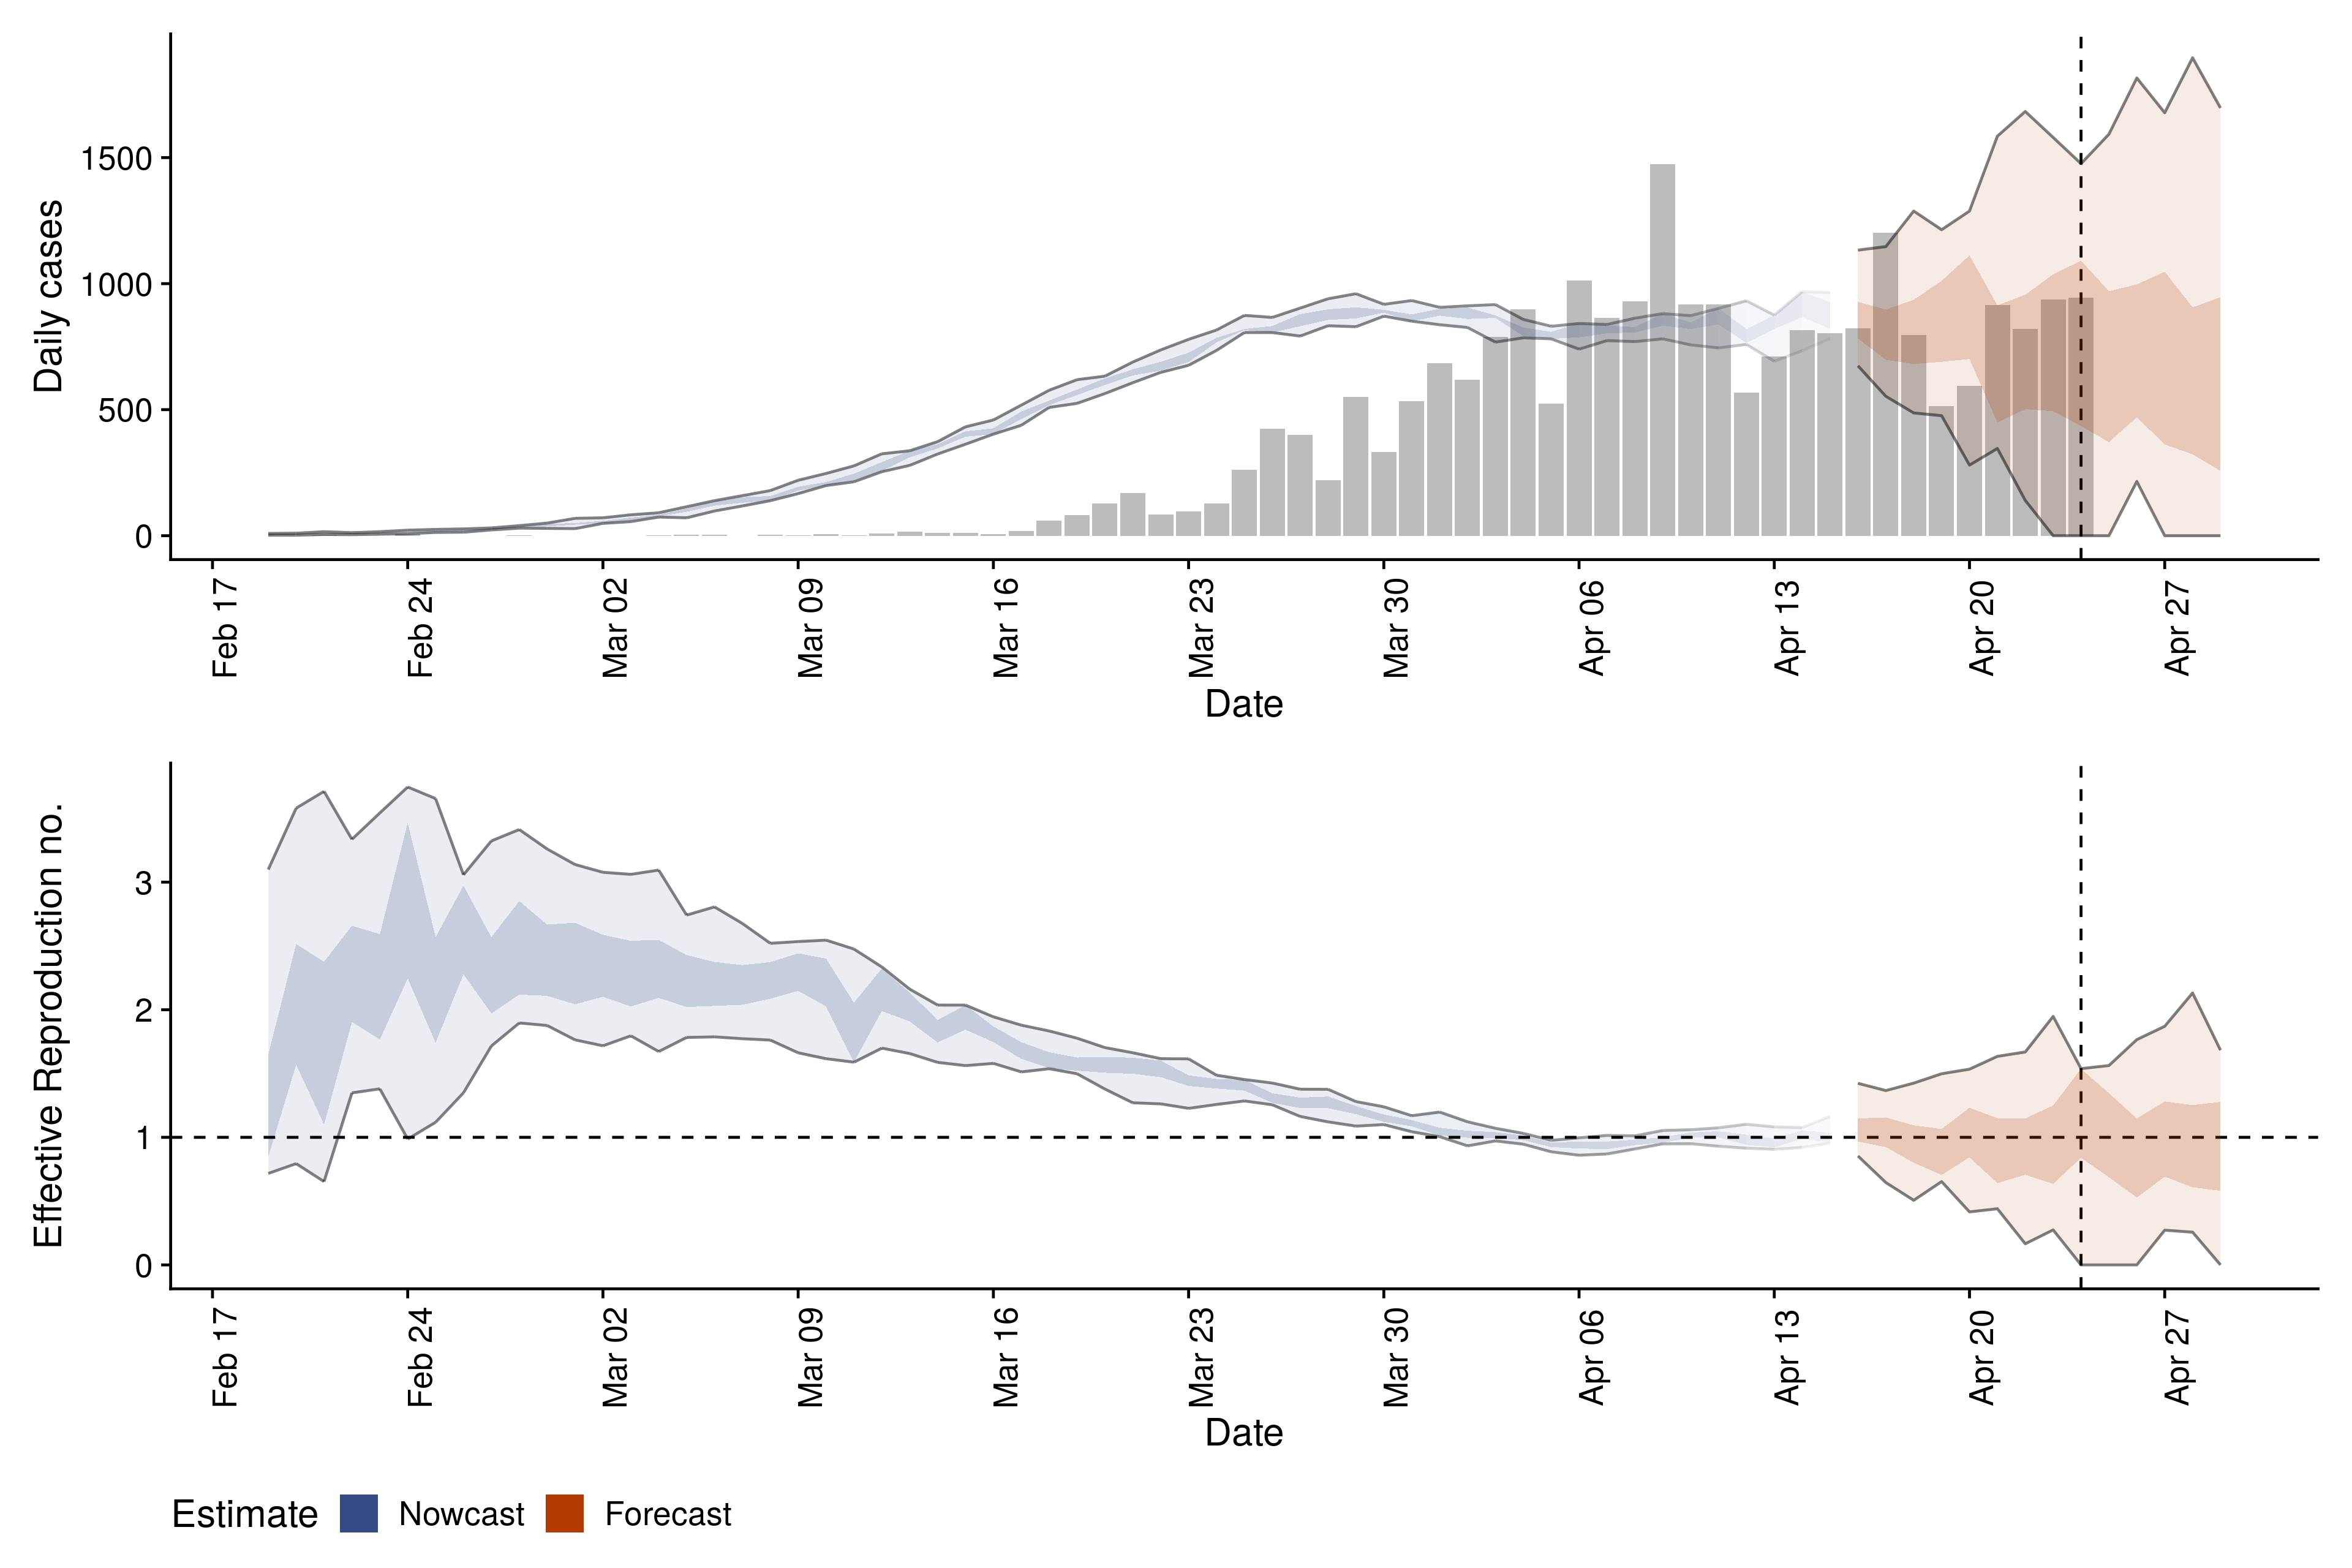 Daily cases
1500
1000
500
0
Feb 17 Feb 24 Mar 02 Mar 09 Mar 16 Mar 23 Mar 30 Apr 06 Apr 13 Apr 20 Apr 27
Date
Effective Reproduction no.
3
2
1
0
Feb 17 Feb 24 Mar 02 Mar 09 Mar 16 Mar 23 Mar 30 Apr 06 Apr 13 Apr 20 Apr 27
Date
Estimate Nowcast Forecast